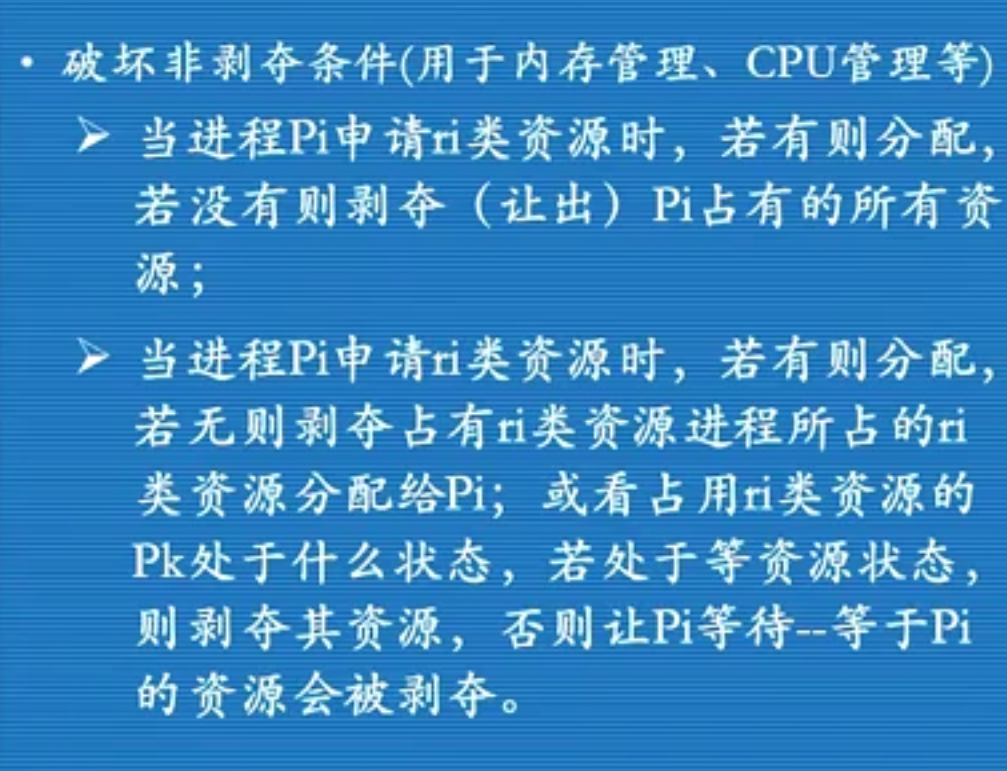 • 破坏非剥夺条件(用于内存管理、CPU管理等)
➢ 当进程Pi申请ri类资源时，若有则分配，
若没有则剥夺（让出）Pi占有的所有资
源；
➢ 当进程Pi申请ri类资源时，若有则分配，
若无则剥夺占有ri类资源进程所占的ri
类资源分配给Pi；或看占用ri类资源的
Pk处于什么状态，若处于等资源状态，
则剥夺其资源，否则让Pi等待--等于Pi
的资源会被剥夺。